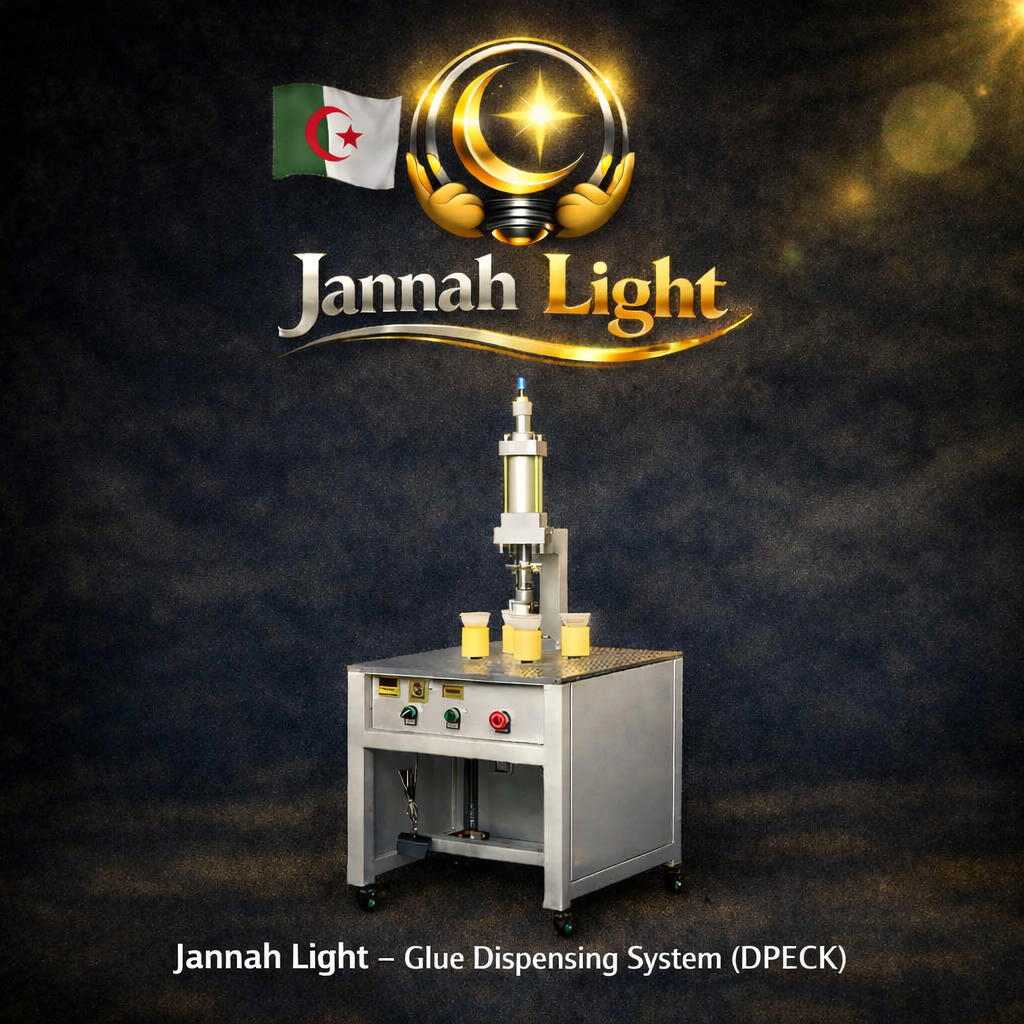 Jannah Light
Jannah Light – Glue Dispensing System (DPECK)